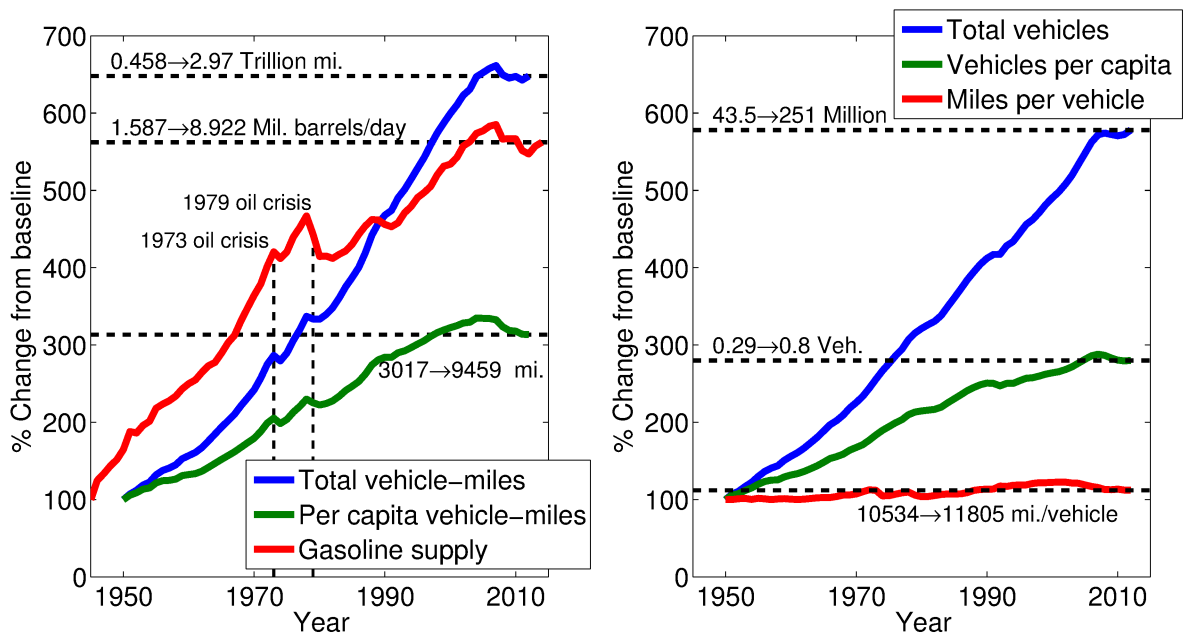 700
600
500
400
300
200
100
0
% Change from baseline
0.458→2.97 Trillion mi.
1.587→8.922 Mil. barrels/day
1979 oil crisis
1973 oil crisis
3017→9459 mi.
Total vehicle−miles
Per capita vehicle−miles
Gasoline supply
1950 1970 1990 2010
Year
Total vehicles
Vehicles per capita
Miles per vehicle
700
600
500
400
300
200
100
0
% Change from baseline
43.5→251 Million
0.29→0.8 Veh.
10534→11805 mi./vehicle
1950 1970 1990 2010
Year